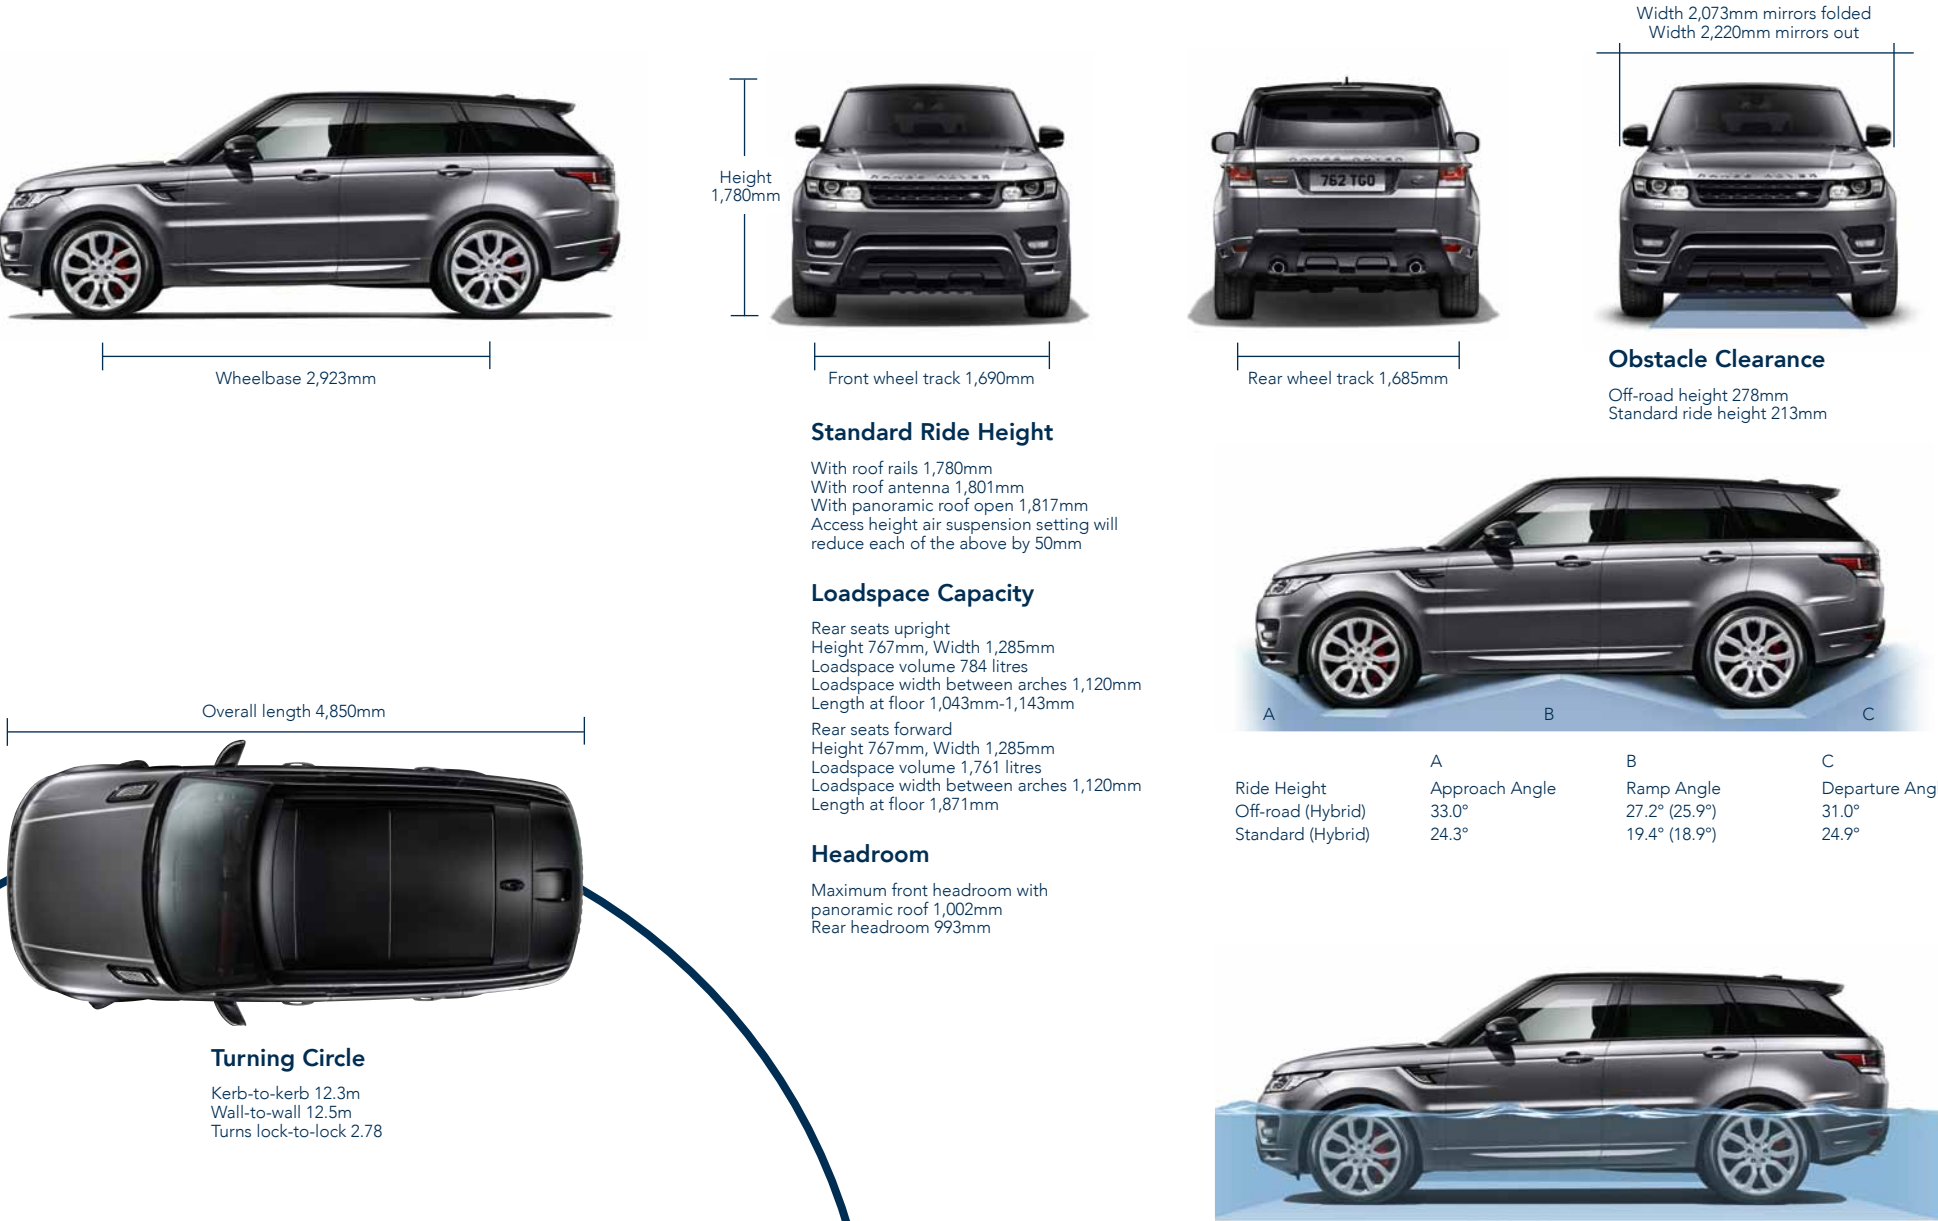 Width 2,073mm mirrors folded
Width 2,220mm mirrors out
Height
1,780mm
RANGE ROVER
RANGE ROVER
762 TGO
RANGE ROVER
Wheelbase 2,923mm
Front wheel track 1,690mm
Rear wheel track 1,685mm
Obstacle Clearance
Off-road height 278mm
Standard ride height 213mm
Standard Ride Height
With roof rails 1,780mm
With roof antenna 1,801mm
With panoramic roof open 1,817mm
Access height air suspension setting will
reduce each of the above by 50mm
Loadspace Capacity
Rear seats upright
Height 767mm, Width 1,285mm
Loadspace volume 784 litres
Loadspace width between arches 1,120mm
Length at floor 1,043mm-1,143mm
Rear seats forward
Height 767mm, Width 1,285mm
Loadspace volume 1,761 litres
Loadspace width between arches 1,120mm
Length at floor 1,871mm
Headroom
Maximum front headroom with
panoramic roof 1,002mm
Rear headroom 993mm
A B C
A B C
Ride Height Approach Angle Ramp Angle Departure Ang
Off-road (Hybrid) 33.0° 27.2° (25.9°) 31.0°
Standard (Hybrid) 24.3° 19.4° (18.9°) 24.9°
Overall length 4,850mm
Turning Circle
Kerb-to-kerb 12.3m
Wall-to-wall 12.5m
Turns lock-to-lock 2.78